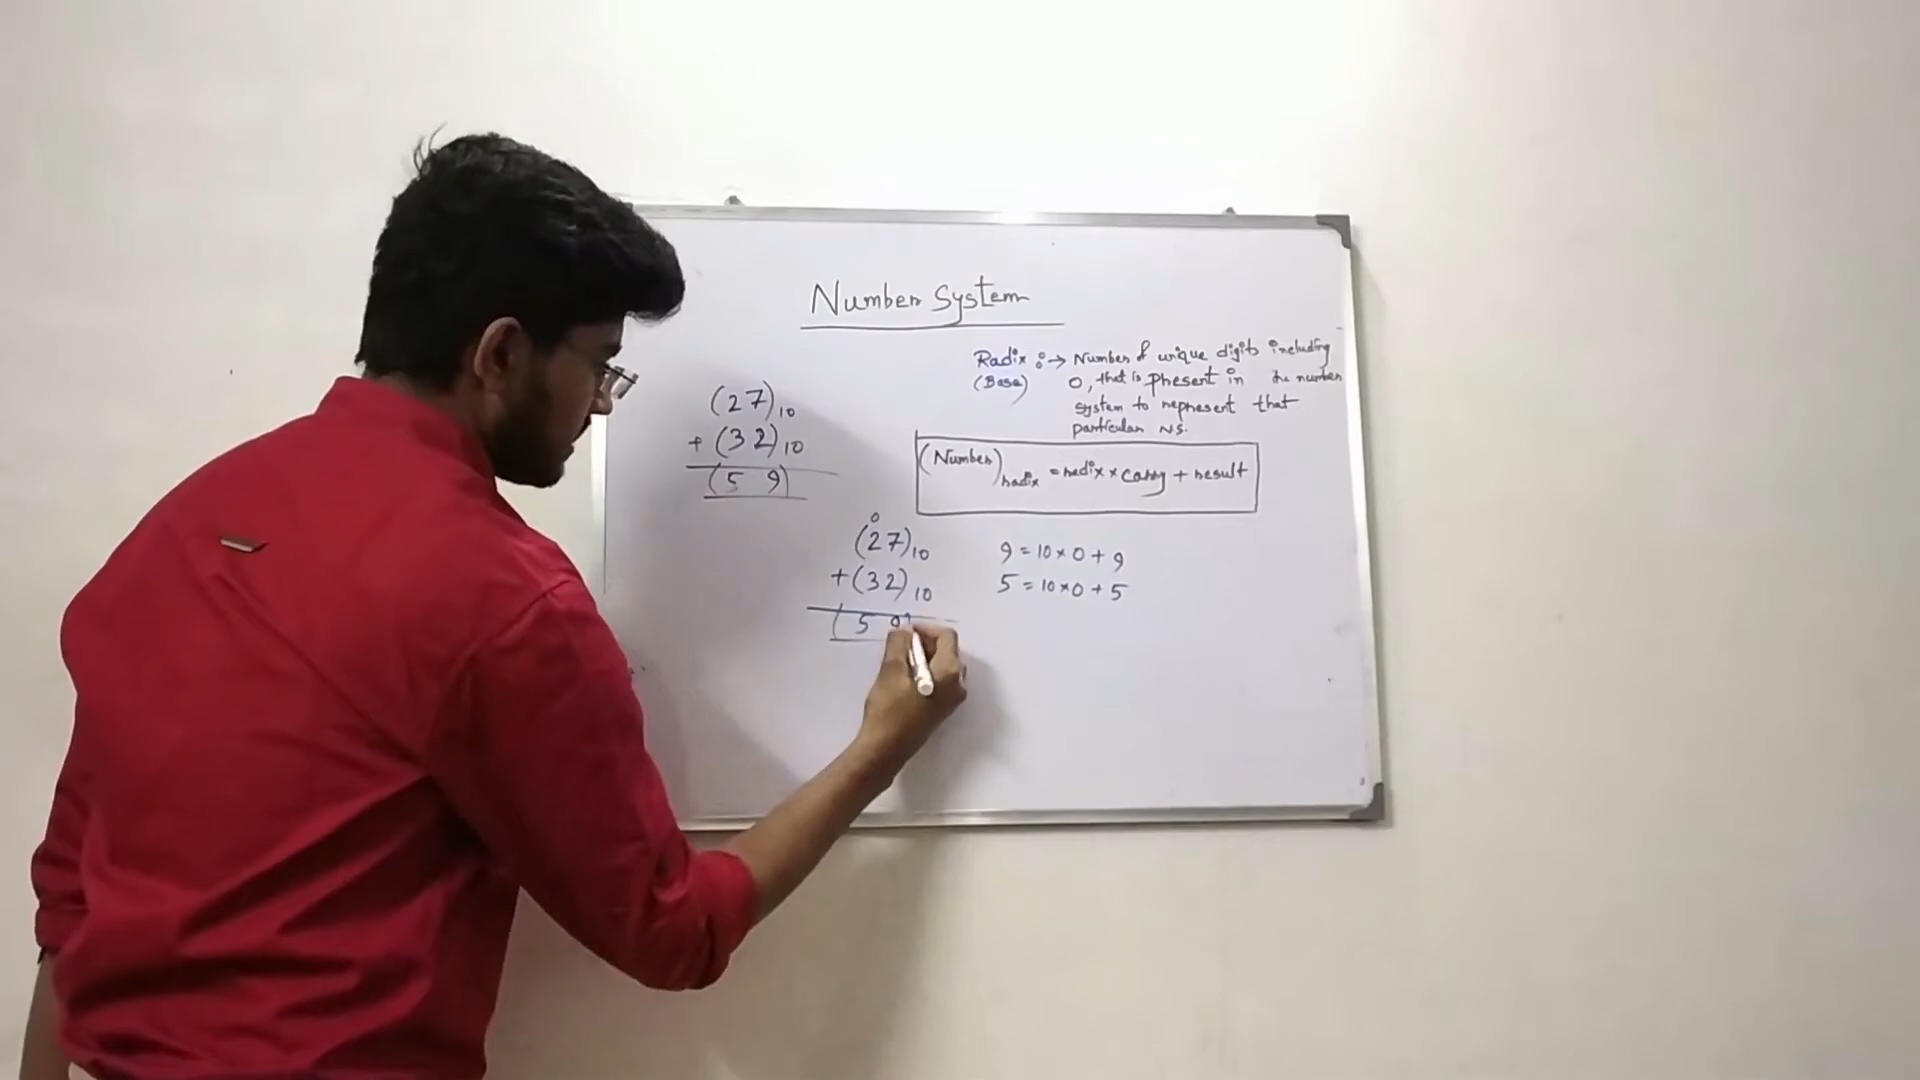 Number System
Radix :→ Number of unique digits including
(Base) 0, that is present in the number
system to represent that
particular N.S.
(27)10
+ (32)10
(5 9)
(Number)radix = radix × carry + result
0
(27)10
+(32)10
(5 9)
9 = 10 × 0 + 9
5 = 10 × 0 + 5